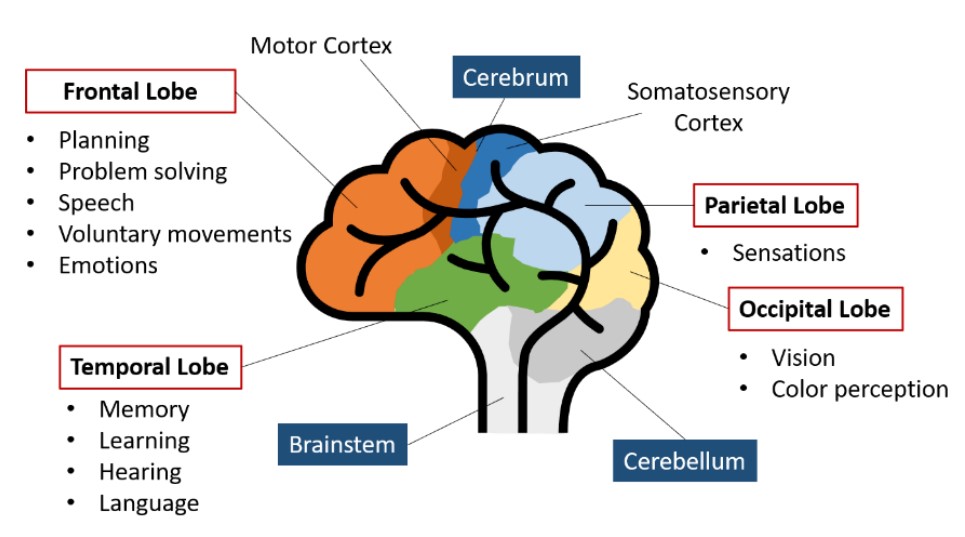 Motor Cortex
Cerebrum
Frontal Lobe
• Planning
• Problem solving
• Speech
• Voluntary movements
• Emotions
Somatosensory
Cortex
Parietal Lobe
• Sensations
Occipital Lobe
• Vision
• Color perception
Temporal Lobe
• Memory
• Learning
• Hearing
• Language
Brainstem
Cerebellum